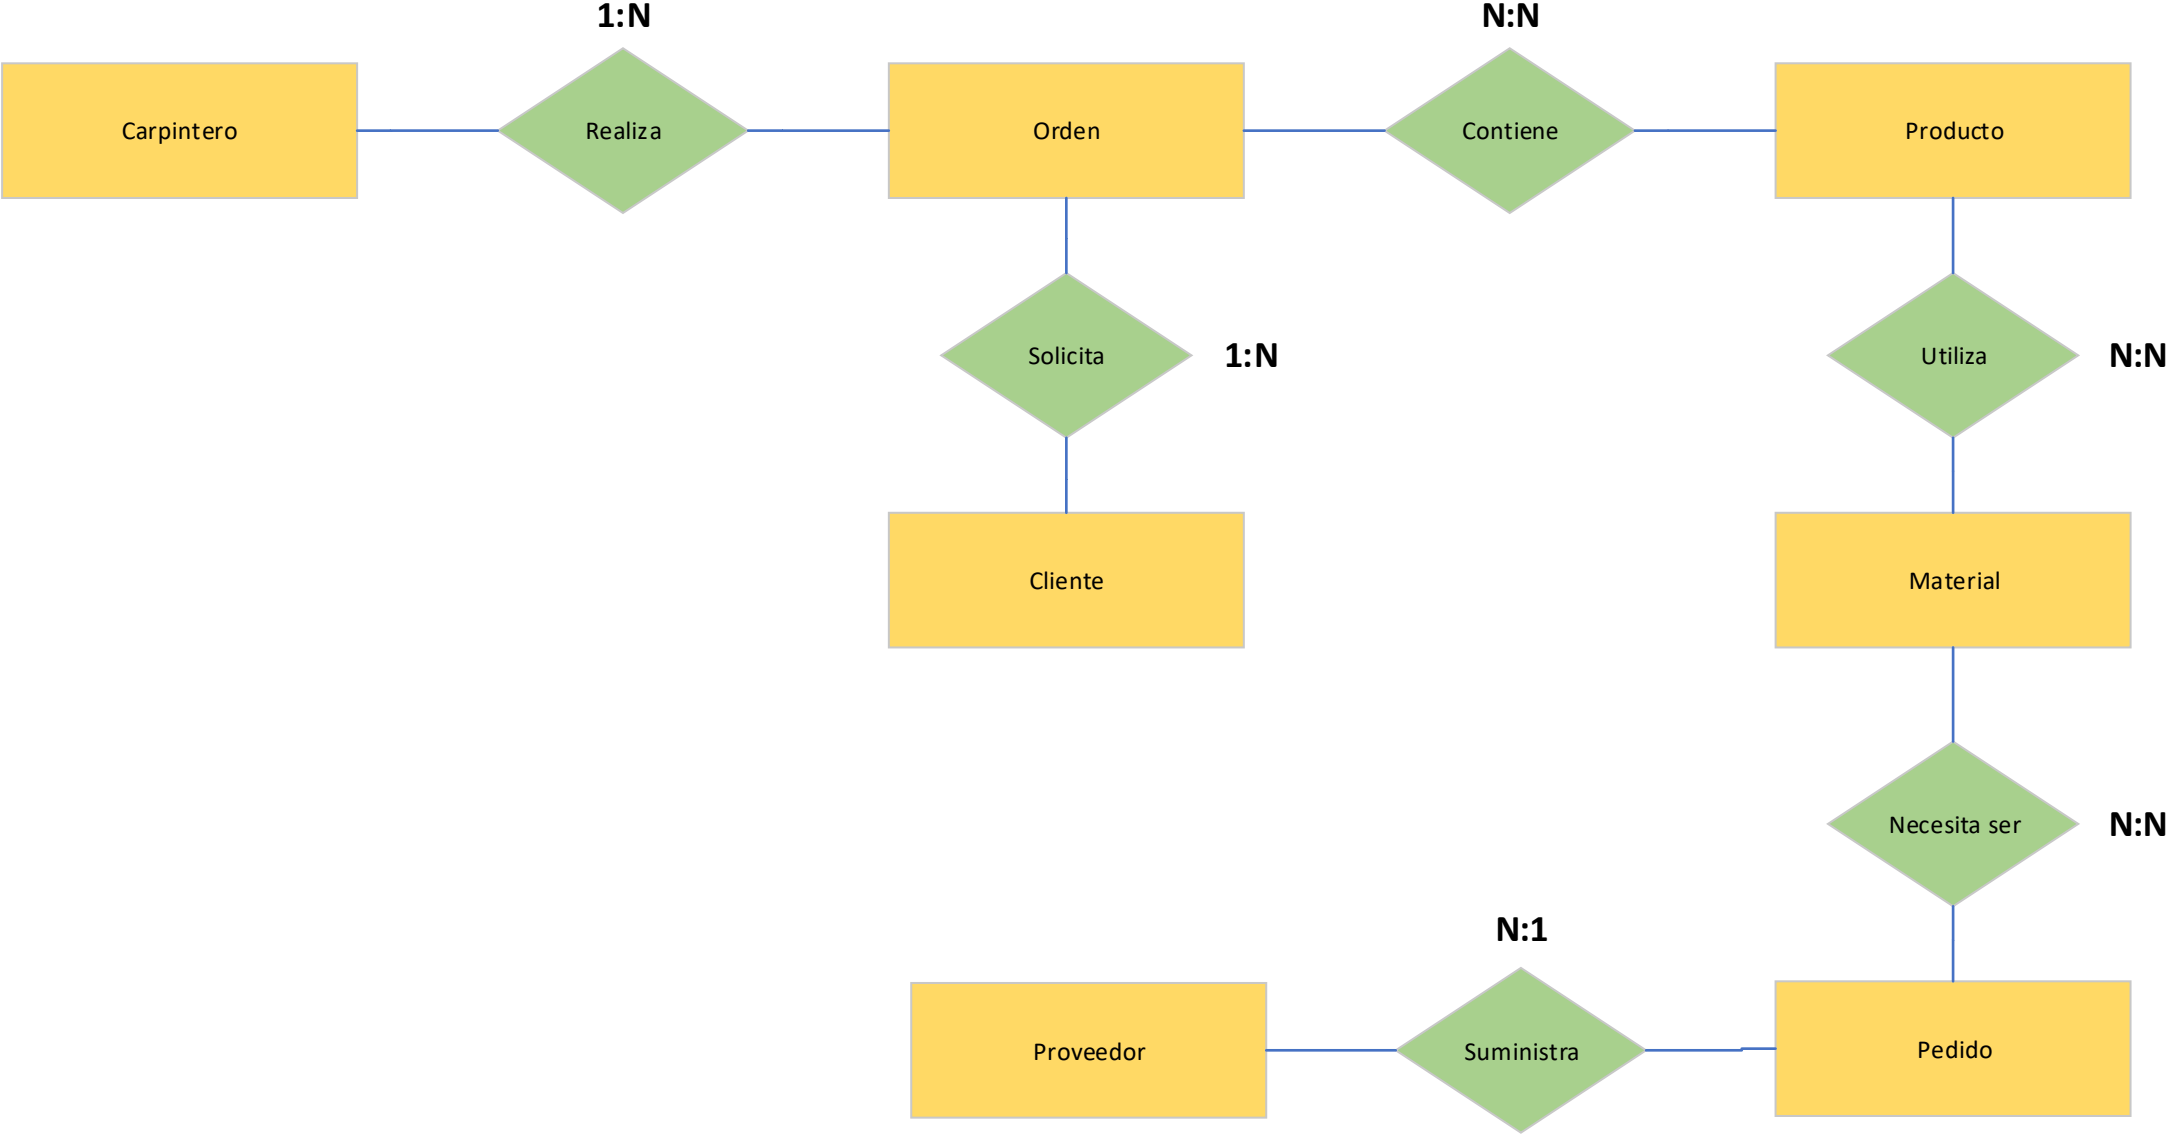 1:N
N:N
Carpintero
Realiza
Orden
Contiene
Producto
Solicita
1:N
Utiliza
N:N
Cliente
Material
Necesita ser
N:N
N:1
Proveedor
Suministra
Pedido